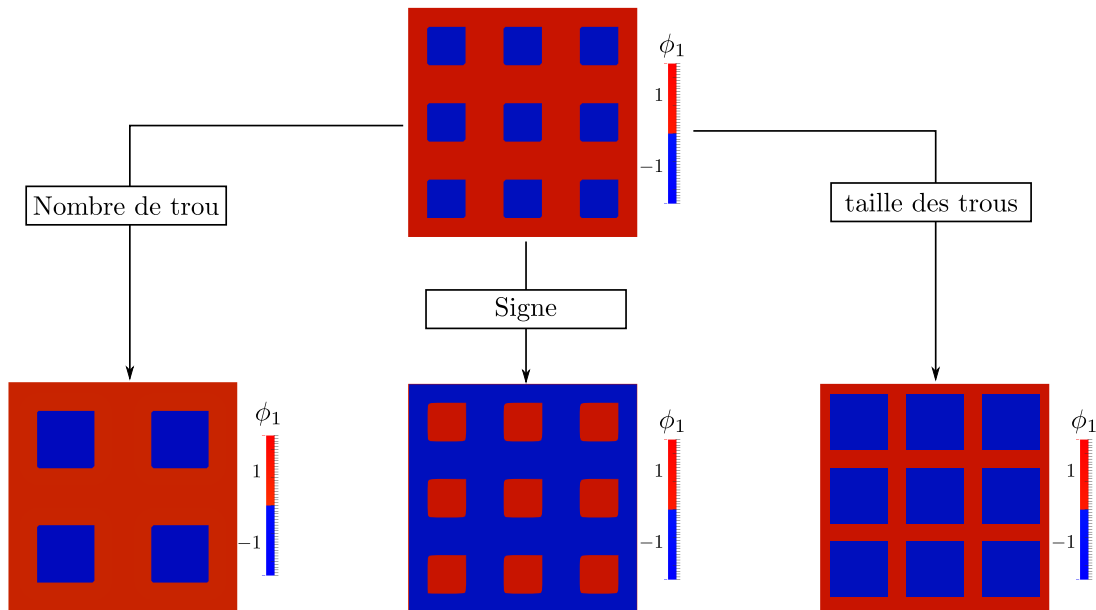 ϕ₁
1
−1
Nombre de trou
taille des trous
Signe
ϕ₁
1
−1
ϕ₁
1
−1
ϕ₁
1
−1